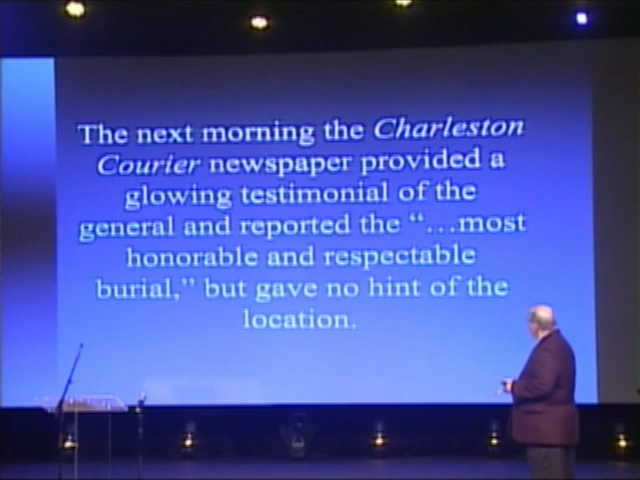 The next morning the Charleston
Courier newspaper provided a
glowing testimonial of the
general and reported the “…most
honorable and respectable
burial,” but gave no hint of the
location.